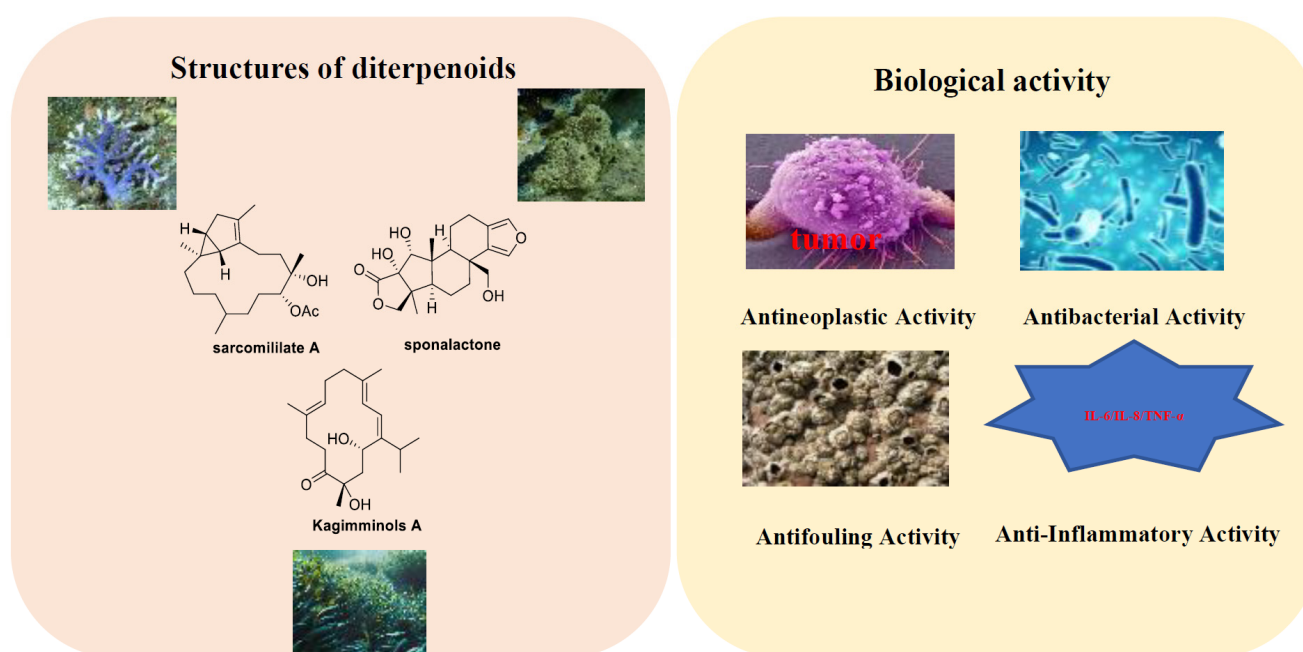 Structures of diterpenoids
H
H
OH
OAc
sarcomililate A
HO
HO
H
O
O
H
OH
O
sponalactone
HO
O
OH
Kagimminols A
Biological activity
tumor
Antineoplastic Activity
Antibacterial Activity
IL-6/IL-8/TNF-α
Antifouling Activity
Anti-Inflammatory Activity